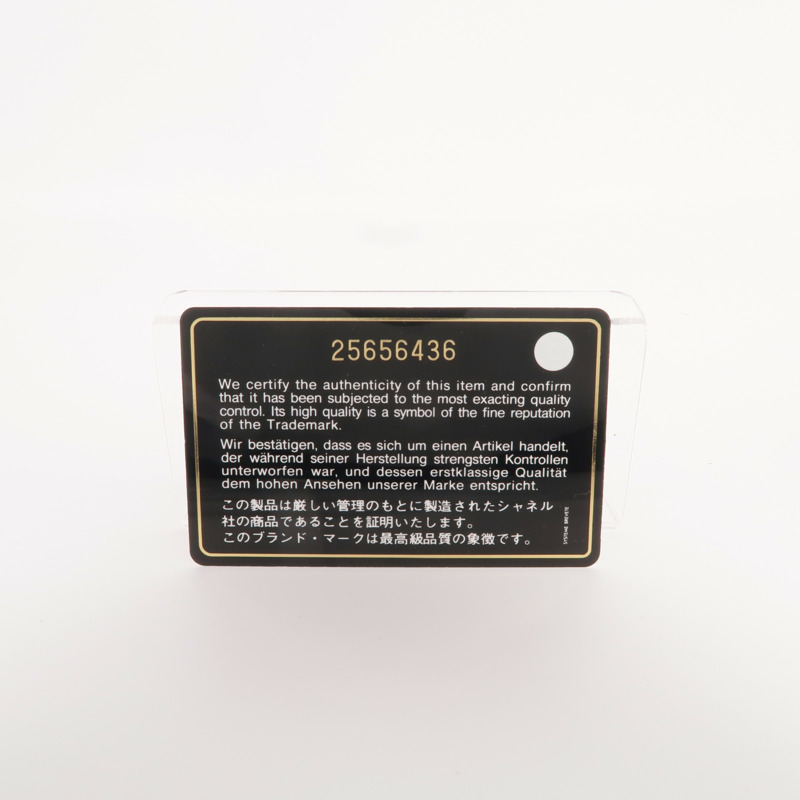 25656436
We certify the authenticity of this item and confirm
that it has been subjected to the most exacting quality
control. Its high quality is a symbol of the fine reputation
of the Trademark.
Wir bestätigen, dass es sich um einen Artikel handelt,
der während seiner Herstellung strengsten Kontrollen
unterworfen war, und dessen erstklassige Qualität
dem hohen Ansehen unserer Marke entspricht.
この製品は厳しい管理のもとに製造されたシャネル
社の商品であることを証明いたします。
このブランド・マークは最高級品質の象徴です。